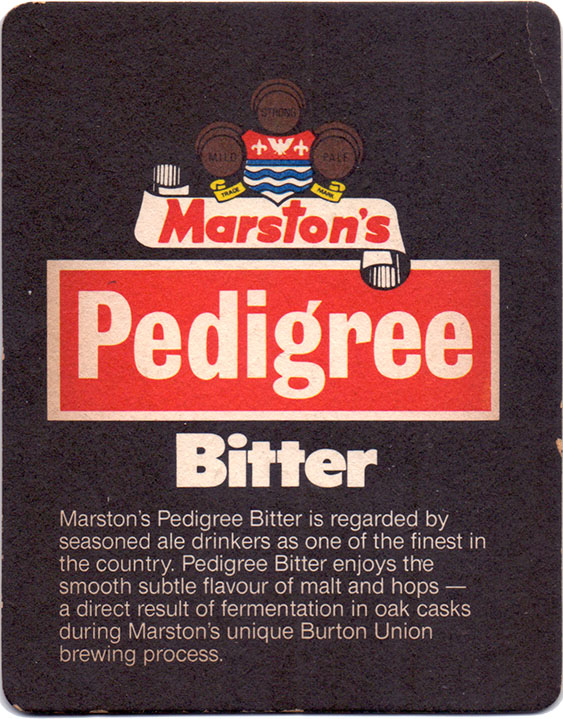 STRONG
MILD
PALE
TRADE
MARK
Marston's
Pedigree
Bitter
Marston's Pedigree Bitter is regarded by
seasoned ale drinkers as one of the finest in
the country. Pedigree Bitter enjoys the
smooth subtle flavour of malt and hops —
a direct result of fermentation in oak casks
during Marston's unique Burton Union
brewing process.